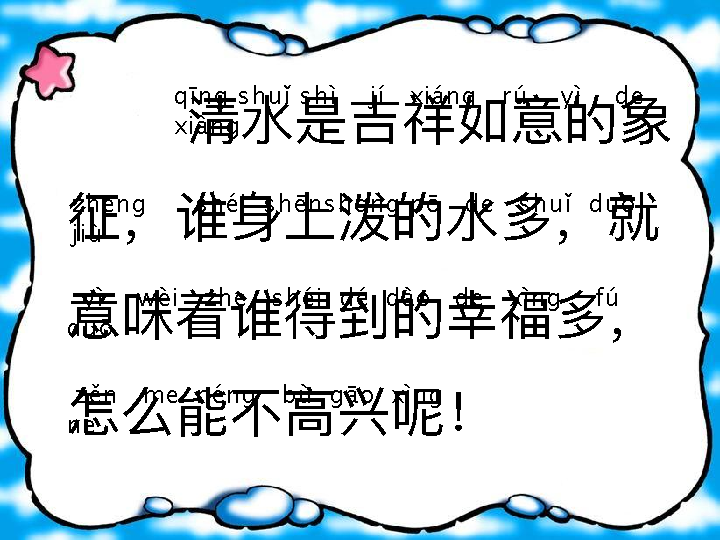 qīng shuǐ shì jí xiáng rú yì de
xiàng
清水是吉祥如意的象
zhēng shéi shēnshàng pō de shuǐ duō
jiù
征，谁身上泼的水多，就
yì wèi zhe shéi dé dào de xìng fú
duō
意味着谁得到的幸福多，
zěn me néng bù gāo xìng
ne
怎么能不高兴呢！